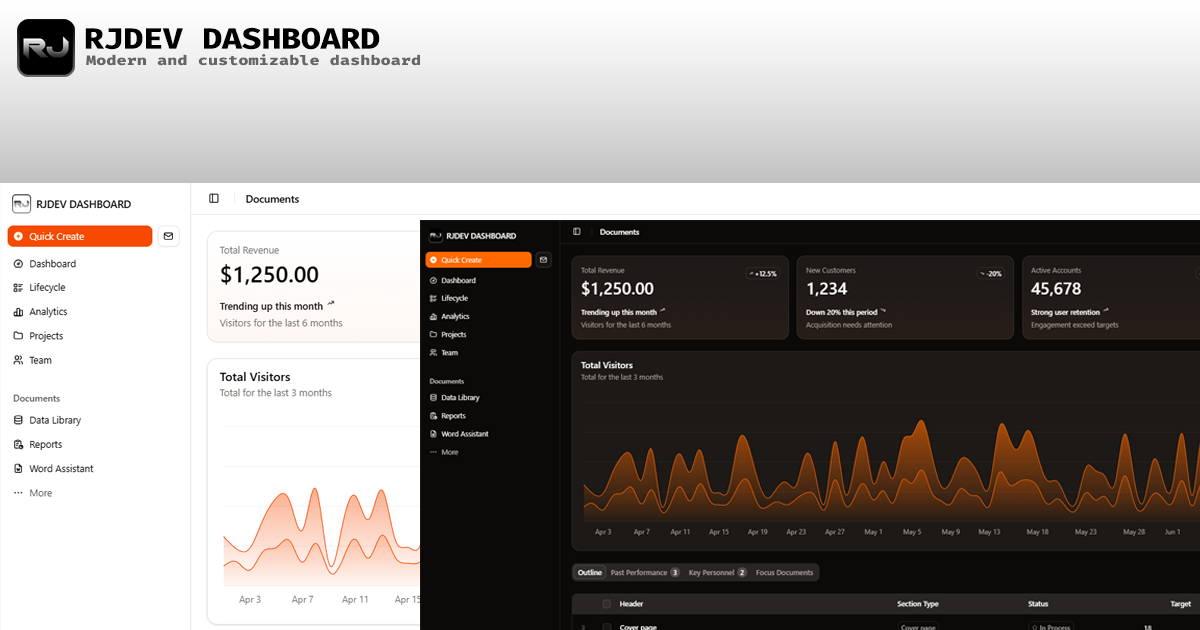 RJ
RJDEV DASHBOARD
Modern and customizable dashboard
RJ
RJDEV DASHBOARD
Quick Create
Dashboard
Lifecycle
Analytics
Projects
Team
Documents
Data Library
Reports
Word Assistant
More
Documents
Total Revenue
$1,250.00
Trending up this month
Visitors for the last 6 months
Total Visitors
Total for the last 3 months
Apr 3 Apr 7 Apr 11 Apr 15
RJ
RJDEV DASHBOARD
Quick Create
Dashboard
Lifecycle
Analytics
Projects
Team
Documents
Data Library
Reports
Word Assistant
More
Documents
Total Revenue
+12.5%
$1,250.00
Trending up this month
Visitors for the last 6 months
New Customers
-20%
1,234
Down 20% this period
Acquisition needs attention
Active Accounts
45,678
Strong user retention
Engagement exceed targets
Total Visitors
Total for the last 3 months
Apr 3 Apr 7 Apr 11 Apr 15 Apr 19 Apr 23 Apr 27 May 1 May 5 May 9 May 13 May 18 May 23 May 28 Jun 1
Outline Past Performance 3 Key Personnel 2 Focus Documents
Header Section Type Status Target
Cover page Cover page In Process 18